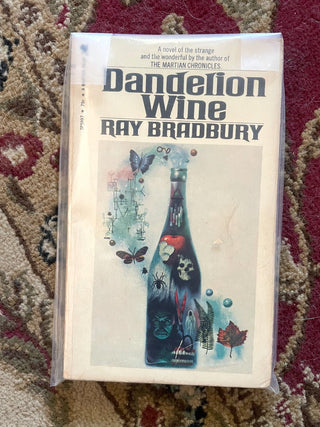 A novel of the strange
and the wonderful by the author of
THE MARTIAN CHRONICLES.
Dandelion
Wine
RAY BRADBURY